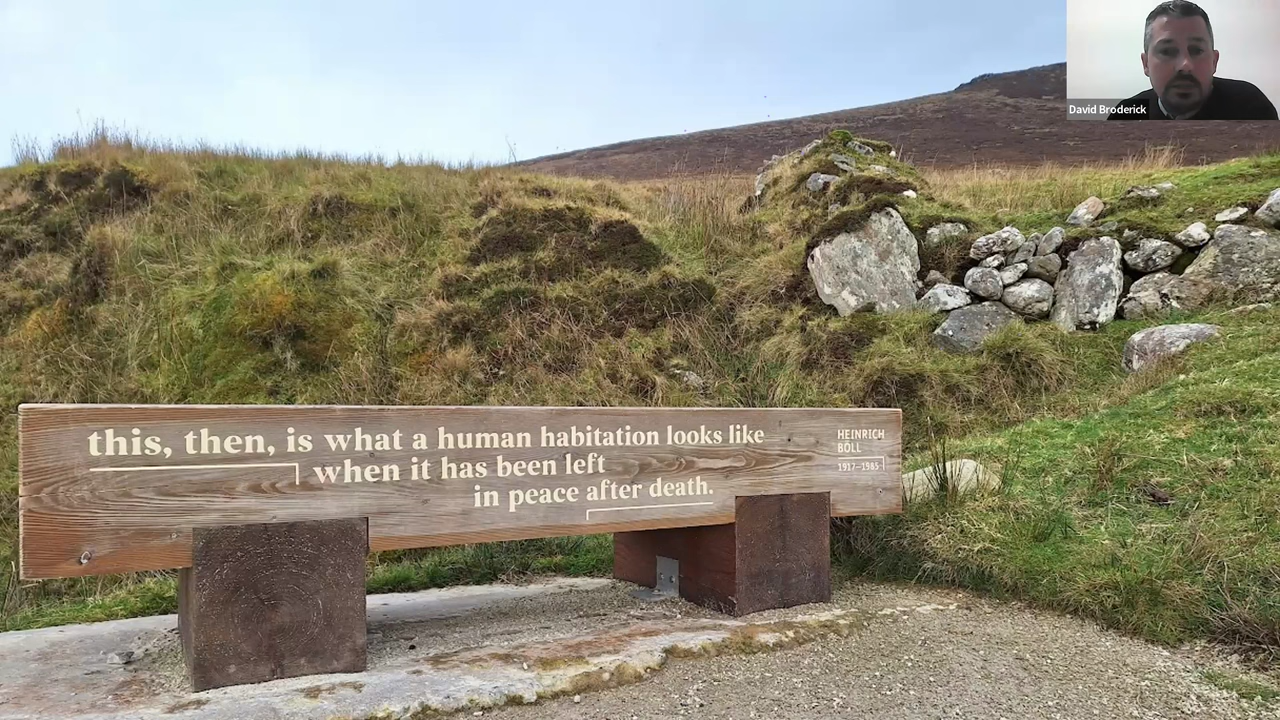 David Broderick
this, then, is what a human habitation looks like
when it has been left
in peace after death.
HEINRICH
BÖLL
1917–1985